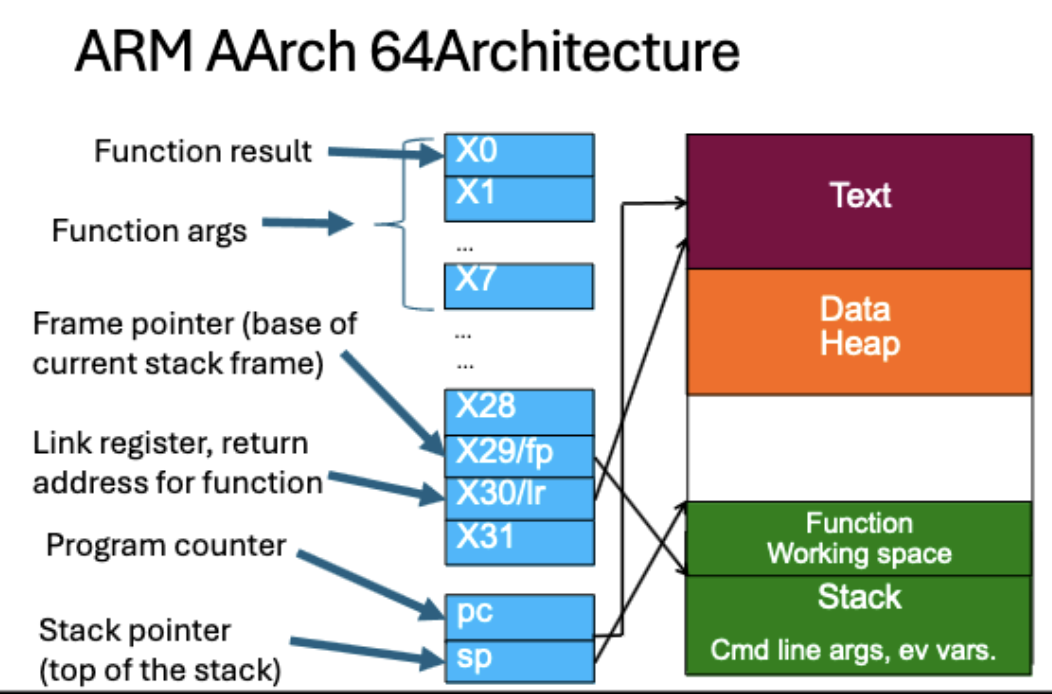 ARM AArch 64Architecture
Function result
Function args
Frame pointer (base of
current stack frame)
Link register, return
address for function
Program counter
Stack pointer
(top of the stack)
X0
X1
...
X7
...
...
X28
X29/fp
X30/lr
X31
pc
sp
Text
Data
Heap
Function
Working space
Stack
Cmd line args, ev vars.